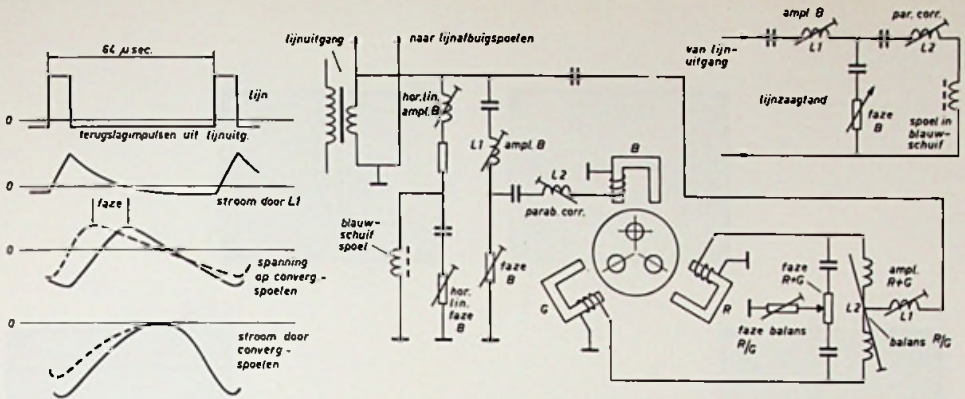 64 µsec.
lijn
0
terugslagimpulsen uit lijnuitg.
0
stroom door L1
faze
0
spanning
op converg-
spoelen
0
stroom door
converg-
spoelen
lijnuitgang
naar lijnafbuigspoelen
hor. lin.
ampl. B
L1
ampl. B
L2
parab. corr.
B
blauw-
schuif
spoel
hor.
lin.
faze
B
faze
B
G
R
ampl B
L1
par. corr.
L2
van lijn-
uitgang
lijnzaagtand
faze
B
spoel in
blauw-
schuif
faze
R+G
ampl.
R+G
L2
L1
faze balans
R/G
balans R/G